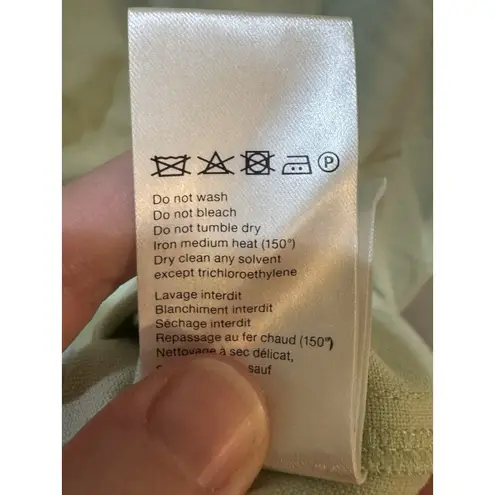 P
Do not wash
Do not bleach
Do not tumble dry
Iron medium heat (150°)
Dry clean any solvent
except trichloroethylene
Lavage interdit
Blanchiment interdit
Séchage interdit
Repassage au fer chaud (150°)
Nettoyage à sec délicat,
sauf